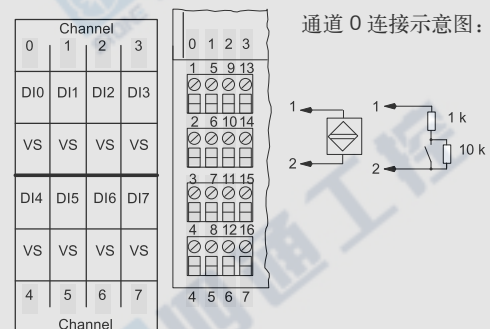 通道 0 连接示意图：
Channel
0 1 2 3
DI0 DI1 DI2 DI3
VS VS VS VS
DI4 DI5 DI6 DI7
VS VS VS VS
4 5 6 7
Channel
0 1 2 3
1 5 9 13
2 6 10 14
3 7 11 15
4 8 12 16
4 5 6 7
1
2
1
1 k
10 k
2